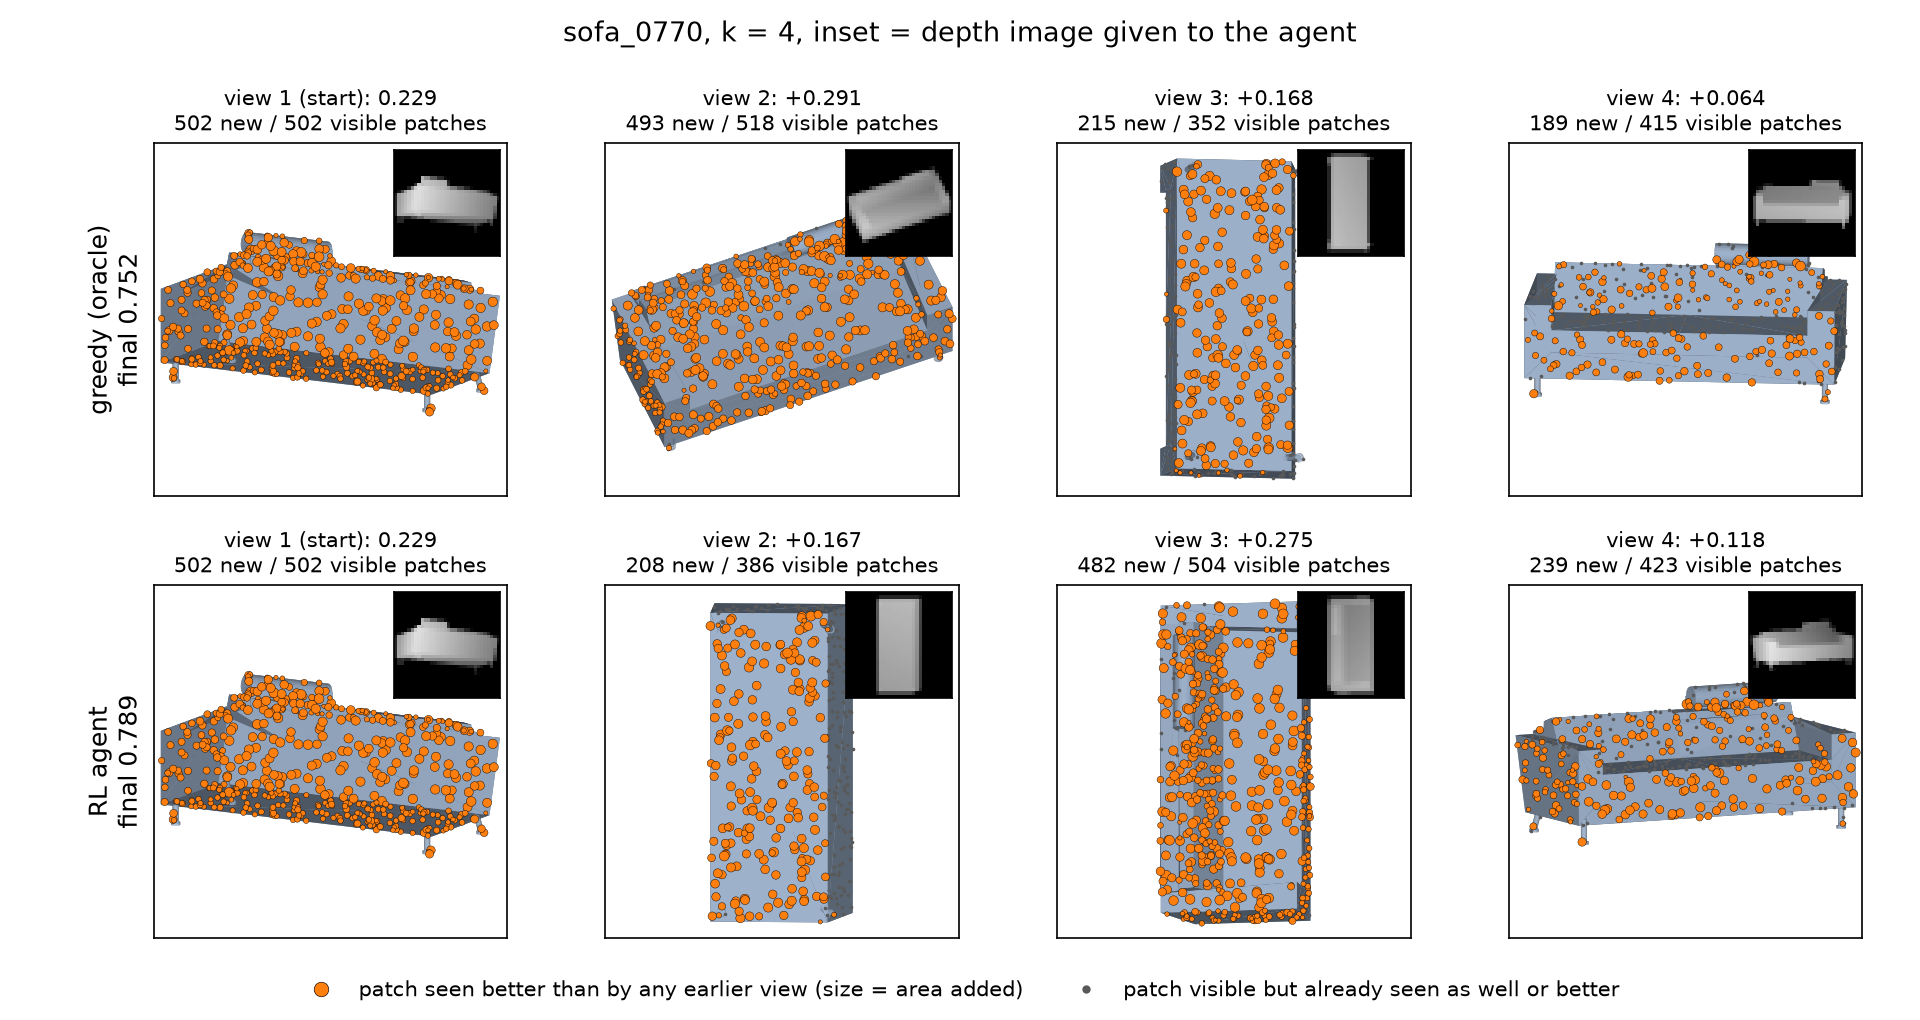 sofa_0770, k = 4, inset = depth image given to the agent
greedy (oracle)
final 0.752
view 1 (start): 0.229
502 new / 502 visible patches
view 2: +0.291
493 new / 518 visible patches
view 3: +0.168
215 new / 352 visible patches
view 4: +0.064
189 new / 415 visible patches
RL agent
final 0.789
view 1 (start): 0.229
502 new / 502 visible patches
view 2: +0.167
208 new / 386 visible patches
view 3: +0.275
482 new / 504 visible patches
view 4: +0.118
239 new / 423 visible patches
patch seen better than by any earlier view (size = area added)
patch visible but already seen as well or better